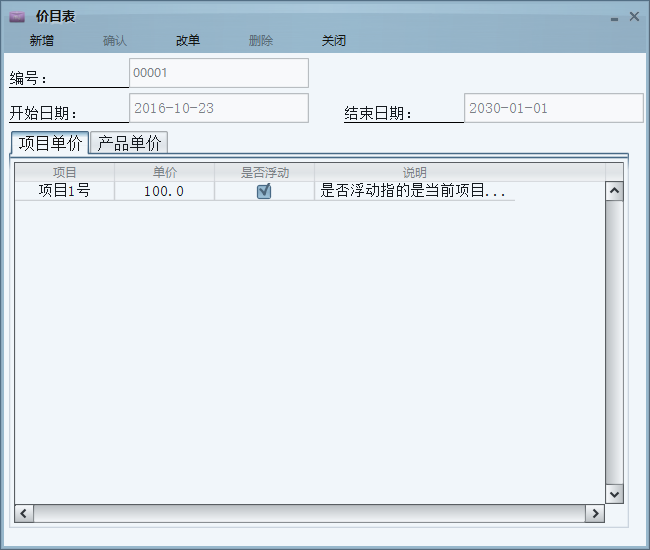 价目表
新增 确认 改单 删除 关闭
编号: 00001
开始日期: 2016-10-23 结束日期: 2030-01-01
项目单价 产品单价
项目 单价 是否浮动 说明
项目1号 100.0 是否浮动指的是当前项目...